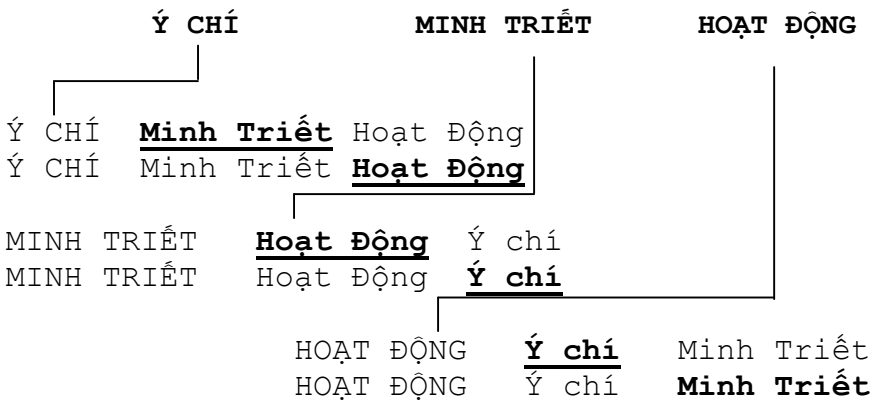 Ý CHÍ MINH TRIẾT HOẠT ĐỘNG
Ý CHÍ Minh Triết Hoạt Động
Ý CHÍ Minh Triết Hoạt Động
MINH TRIẾT Hoạt Động Ý chí
MINH TRIẾT Hoạt Động Ý chí
HOẠT ĐỘNG Ý chí Minh Triết
HOẠT ĐỘNG Ý chí Minh Triết